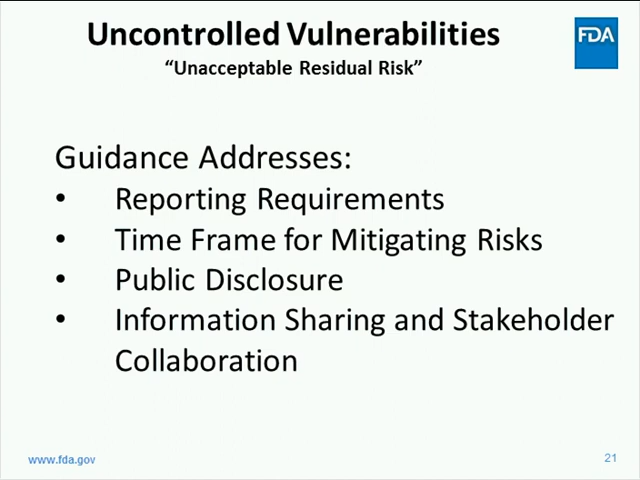 Uncontrolled Vulnerabilities
FDA
“Unacceptable Residual Risk”
Guidance Addresses:
• Reporting Requirements
• Time Frame for Mitigating Risks
• Public Disclosure
• Information Sharing and Stakeholder
Collaboration
www.fda.gov
21